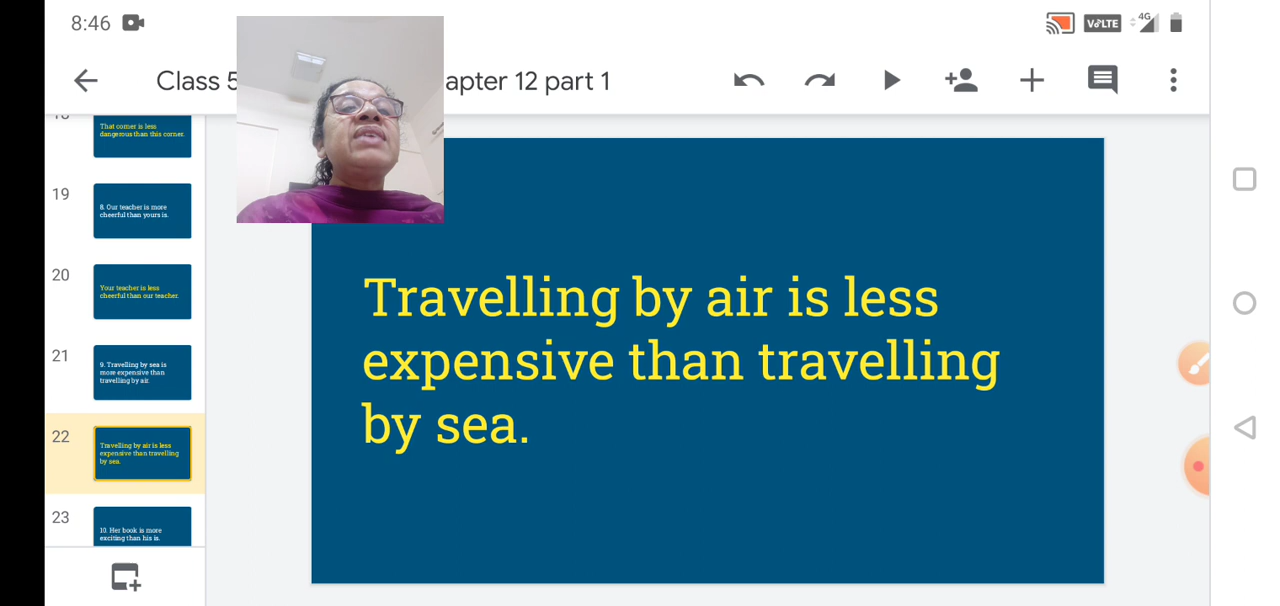 8:46
VoLTE
4G
Class 5
apter 12 part 1
That corner is less
dangerous than this corner.
19
8. Our teacher is more
cheerful than yours is.
20
Your teacher is less
cheerful than our teacher.
21
9. Travelling by sea is
more expensive than
travelling by air.
22
Travelling by air is less
expensive than travelling
by sea.
23
10. Her book is more
exciting than his is.
Travelling by air is less
expensive than travelling
by sea.